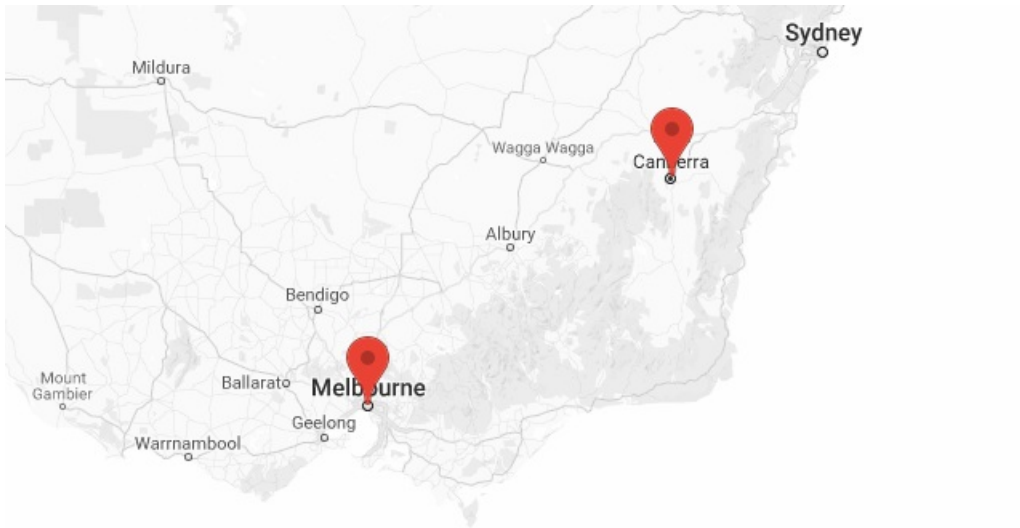 Sydney
Mildura
Wagga Wagga
Canberra
Albury
Bendigo
Mount
Gambier
Ballarat
Melbourne
Geelong
Warrnambool